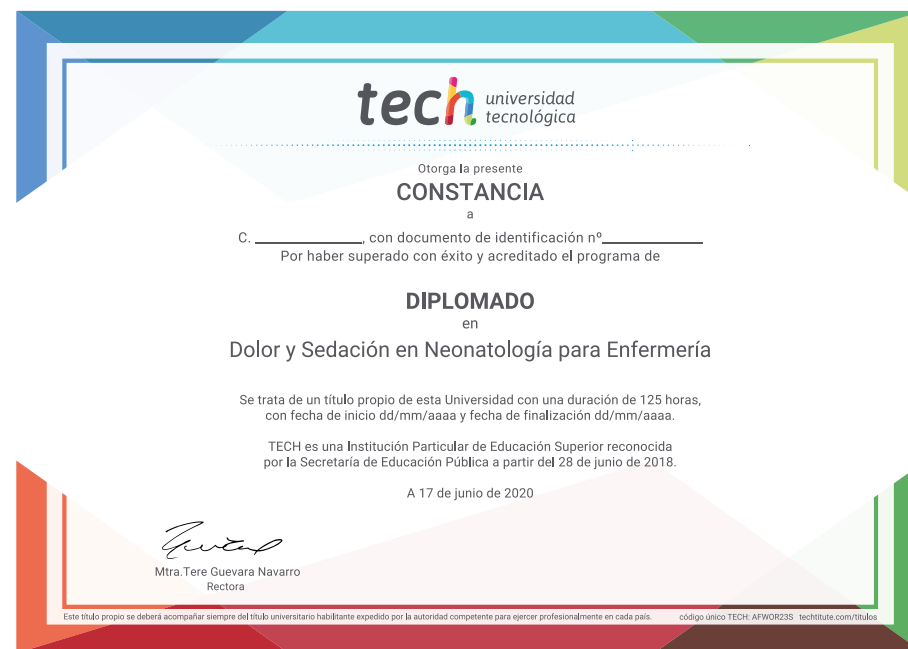 tech universidad
tecnológica
Otorga la presente
CONSTANCIA
a
C. ____________, con documento de identificación nº____________
Por haber superado con éxito y acreditado el programa de
DIPLOMADO
en
Dolor y Sedación en Neonatología para Enfermería
Se trata de un título propio de esta Universidad con una duración de 125 horas,
con fecha de inicio dd/mm/aaaa y fecha de finalización dd/mm/aaaa.
TECH es una Institución Particular de Educación Superior reconocida
por la Secretaría de Educación Pública a partir del 28 de junio de 2018.
A 17 de junio de 2020
Mtra.Tere Guevara Navarro
Rectora
Este título propio se deberá acompañar siempre del título universitario habilitante expedido por la autoridad competente para ejercer profesionalmente en cada país. código único TECH: AFWOR23S techtitute.com/titulos